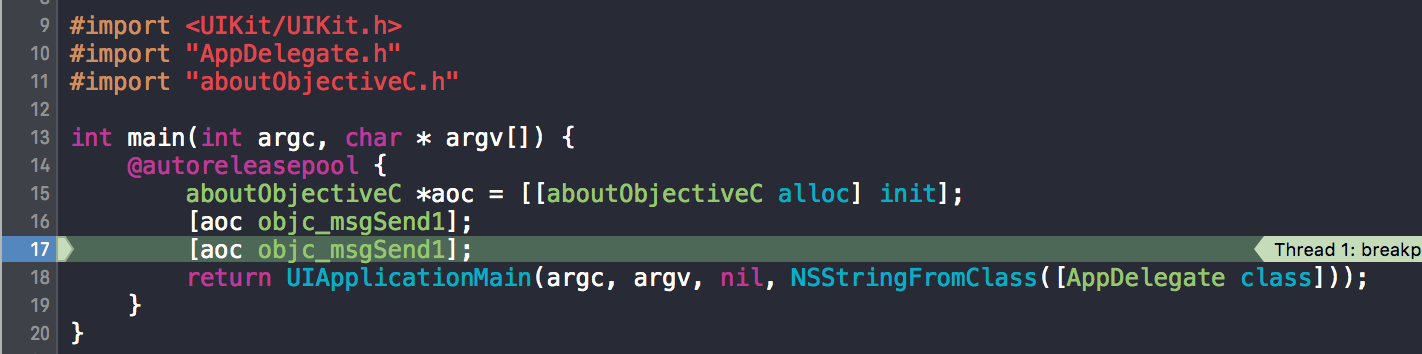 9 #import <UIKit/UIKit.h>
10 #import "AppDelegate.h"
11 #import "aboutObjectiveC.h"
12
13 int main(int argc, char * argv[]) {
14     @autoreleasepool {
15         aboutObjectiveC *aoc = [[aboutObjectiveC alloc] init];
16         [aoc objc_msgSend1];
17         [aoc objc_msgSend1]; Thread 1: breakp
18         return UIApplicationMain(argc, argv, nil, NSStringFromClass([AppDelegate class]));
19     }
20 }